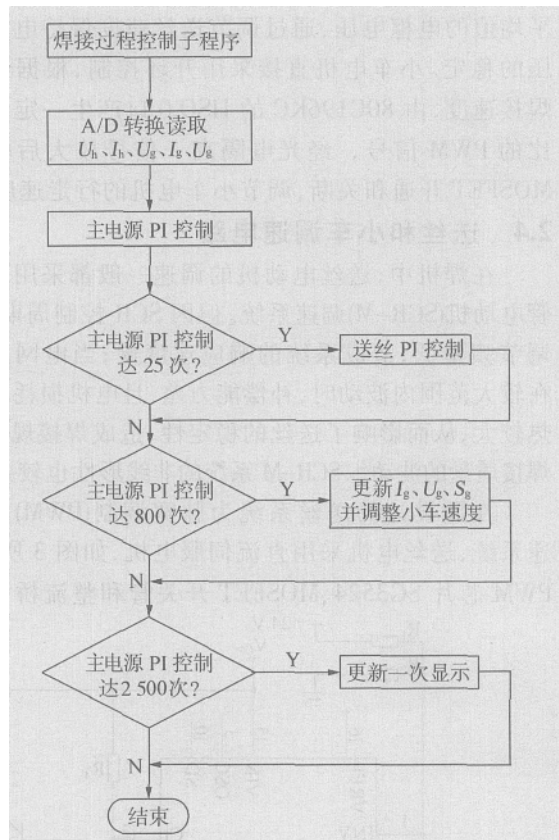 焊接过程控制子程序
A/D 转换读取
Uh、Ih、Ug、Ig、Ug
主电源 PI 控制
主电源 PI 控制
达 25 次?
Y
送丝 PI 控制
N
主电源 PI 控制
达 800 次?
Y
更新 Ig、Ug、Sg
并调整小车速度
N
主电源 PI 控制
达2 500次?
Y
更新一次显示
N
结束